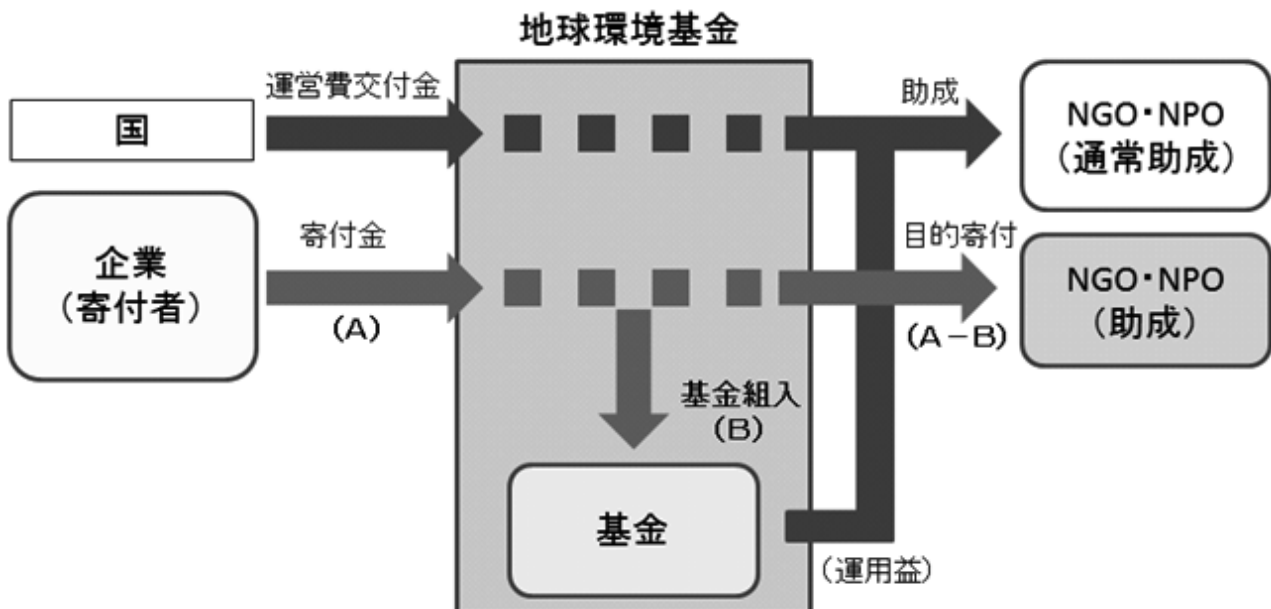 地球環境基金
運営費交付金
助成
国
NGO・NPO
(通常助成)
企業
(寄付者)
寄付金
(A)
目的寄付
(A－B)
NGO・NPO
(助成)
基金組入
(B)
基金
(運用益)